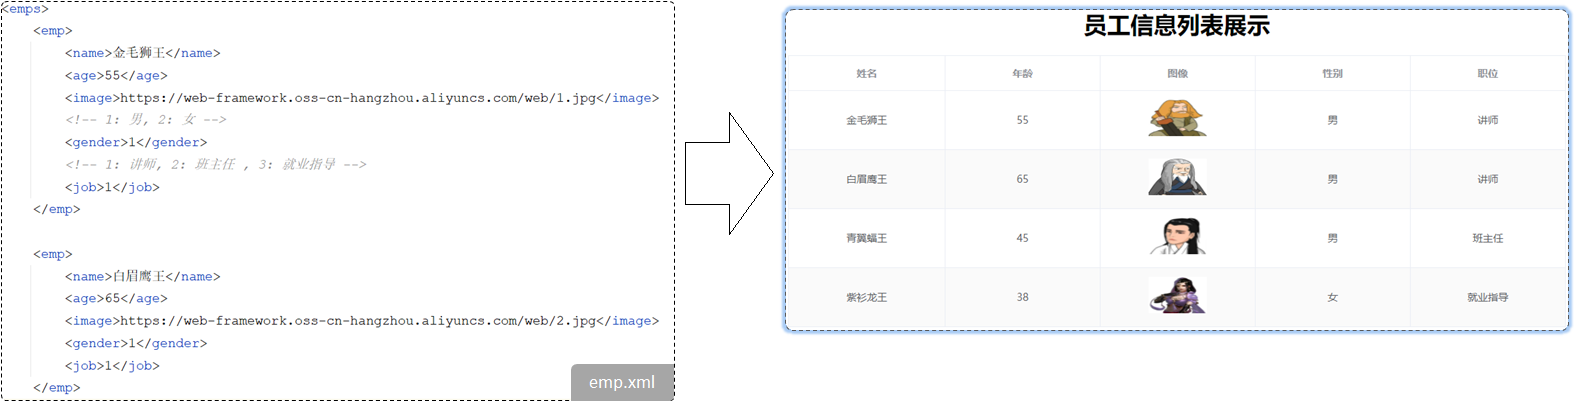 <emps>
<emp>
<name>金毛狮王</name>
<age>55</age>
<image>https://web-framework.oss-cn-hangzhou.aliyuncs.com/web/1.jpg</image>
<!-- 1: 男, 2: 女 -->
<gender>1</gender>
<!-- 1: 讲师, 2: 班主任 , 3: 就业指导 -->
<job>1</job>
</emp>
<emp>
<name>白眉鹰王</name>
<age>65</age>
<image>https://web-framework.oss-cn-hangzhou.aliyuncs.com/web/2.jpg</image>
<gender>1</gender>
<job>1</job>
</emp>
emp.xml
员工信息列表展示
姓名 年龄 图像 性别 职位
金毛狮王 55 男 讲师
白眉鹰王 65 男 讲师
青翼蝠王 45 男 班主任
紫衫龙王 38 女 就业指导